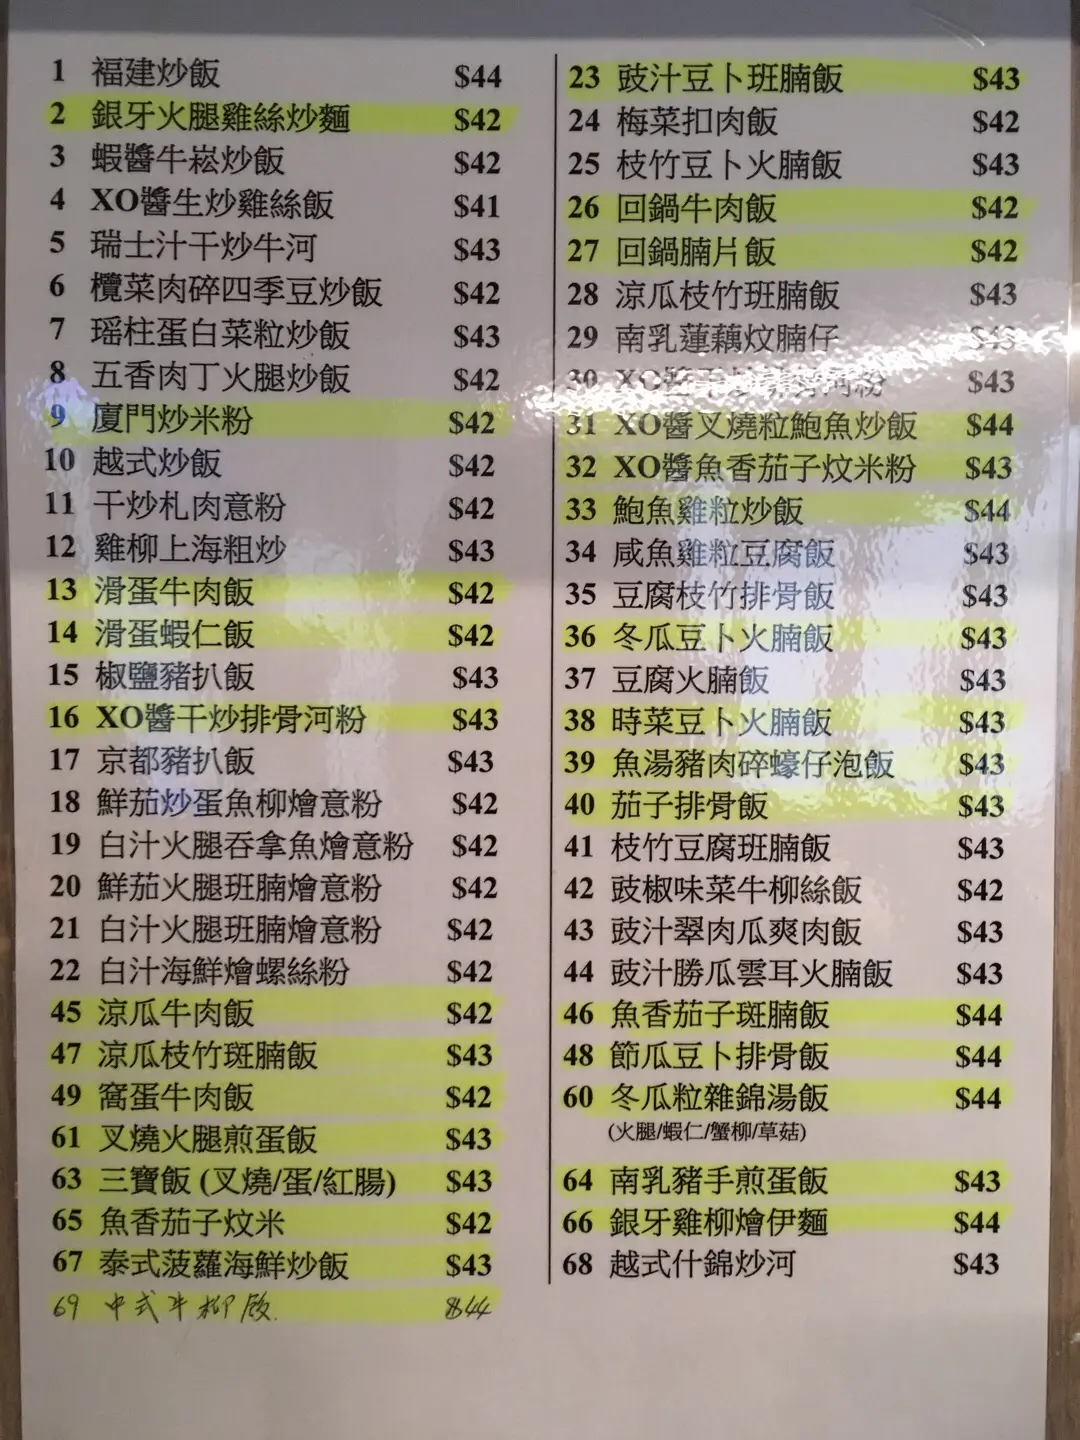 1 福建炒飯 $44
2 銀牙火腿雞絲炒麵 $42
3 蝦醬牛崧炒飯 $42
4 XO醬生炒雞絲飯 $41
5 瑞士汁干炒牛河 $43
6 欖菜肉碎四季豆炒飯 $42
7 瑶柱蛋白菜粒炒飯 $43
8 五香肉丁火腿炒飯 $42
9 廈門炒米粉 $42
10 越式炒飯 $42
11 干炒札肉意粉 $42
12 雞柳上海粗炒 $43
13 滑蛋牛肉飯 $42
14 滑蛋蝦仁飯 $42
15 椒鹽豬扒飯 $43
16 XO醬干炒排骨河粉 $43
17 京都豬扒飯 $43
18 鮮茄炒蛋魚柳燴意粉 $42
19 白汁火腿吞拿魚燴意粉 $42
20 鮮茄火腿班腩燴意粉 $42
21 白汁火腿班腩燴意粉 $42
22 白汁海鮮燴螺絲粉 $42
45 涼瓜牛肉飯 $42
47 涼瓜枝竹斑腩飯 $43
49 窩蛋牛肉飯 $42
61 叉燒火腿煎蛋飯 $43
63 三寶飯 (叉燒/蛋/紅腸) $43
65 魚香茄子炆米 $42
67 泰式菠蘿海鮮炒飯 $43
69 中式牛柳飯 $44
23 豉汁豆卜班腩飯 $43
24 梅菜扣肉飯 $42
25 枝竹豆卜火腩飯 $43
26 回鍋牛肉飯 $42
27 回鍋腩片飯 $42
28 涼瓜枝竹班腩飯 $43
29 南乳蓮藕炆腩仔 $43
30 XO醬干炒 河粉 $43
31 XO醬叉燒粒鮑魚炒飯 $44
32 XO醬魚香茄子炆米粉 $43
33 鮑魚雞粒炒飯 $44
34 咸魚雞粒豆腐飯 $43
35 豆腐枝竹排骨飯 $43
36 冬瓜豆卜火腩飯 $43
37 豆腐火腩飯 $43
38 時菜豆卜火腩飯 $43
39 魚湯豬肉碎蠔仔泡飯 $43
40 茄子排骨飯 $43
41 枝竹豆腐班腩飯 $43
42 豉椒味菜牛柳絲飯 $42
43 豉汁翠肉瓜爽肉飯 $43
44 豉汁勝瓜雲耳火腩飯 $43
46 魚香茄子斑腩飯 $44
48 節瓜豆卜排骨飯 $44
60 冬瓜粒雜錦湯飯 $44
(火腿/蝦仁/蟹柳/草菇)
64 南乳豬手煎蛋飯 $43
66 銀牙雞柳燴伊麵 $44
68 越式什錦炒河 $43